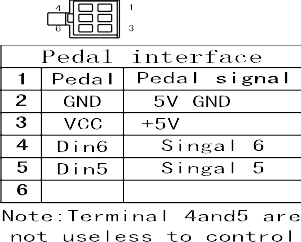 4 1
6 3
Pedal interface
1 Pedal Pedal signal
2 GND 5V GND
3 VCC +5V
4 Din6 Singal 6
5 Din5 Singal 5
6
Note:Terminal 4and5 are
not useless to control